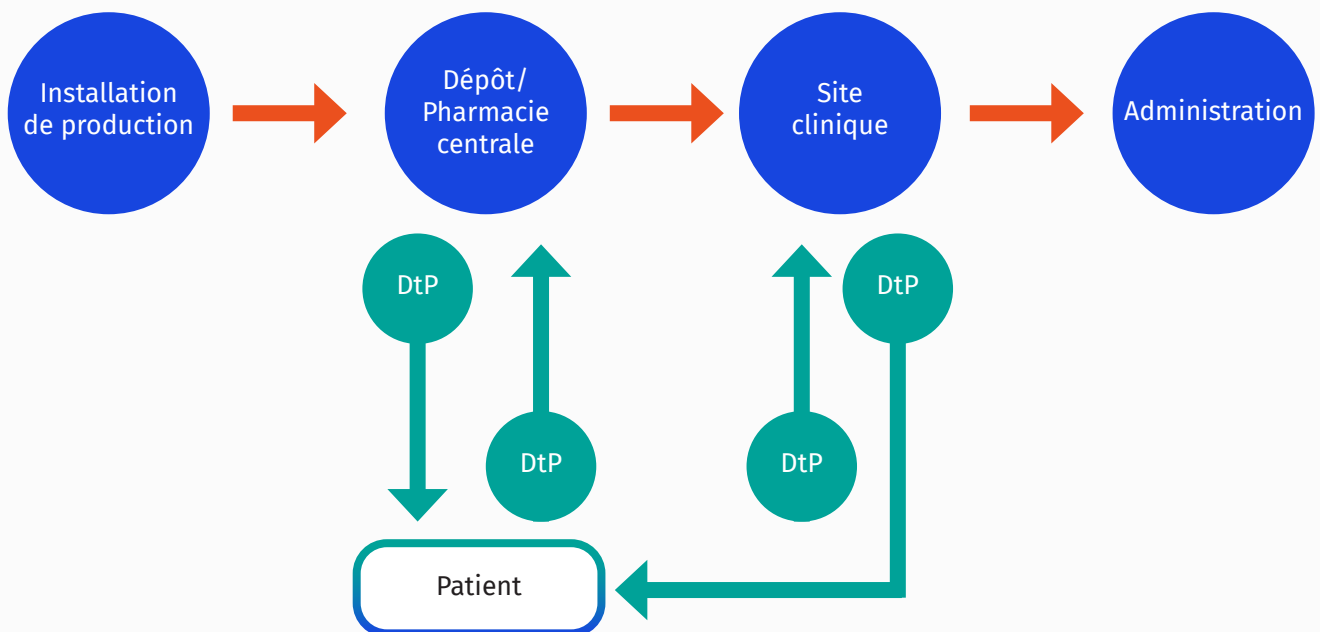 Installation
de production
Dépôt/
Pharmacie
centrale
Site
clinique
Administration
DtP
DtP
DtP
DtP
Patient